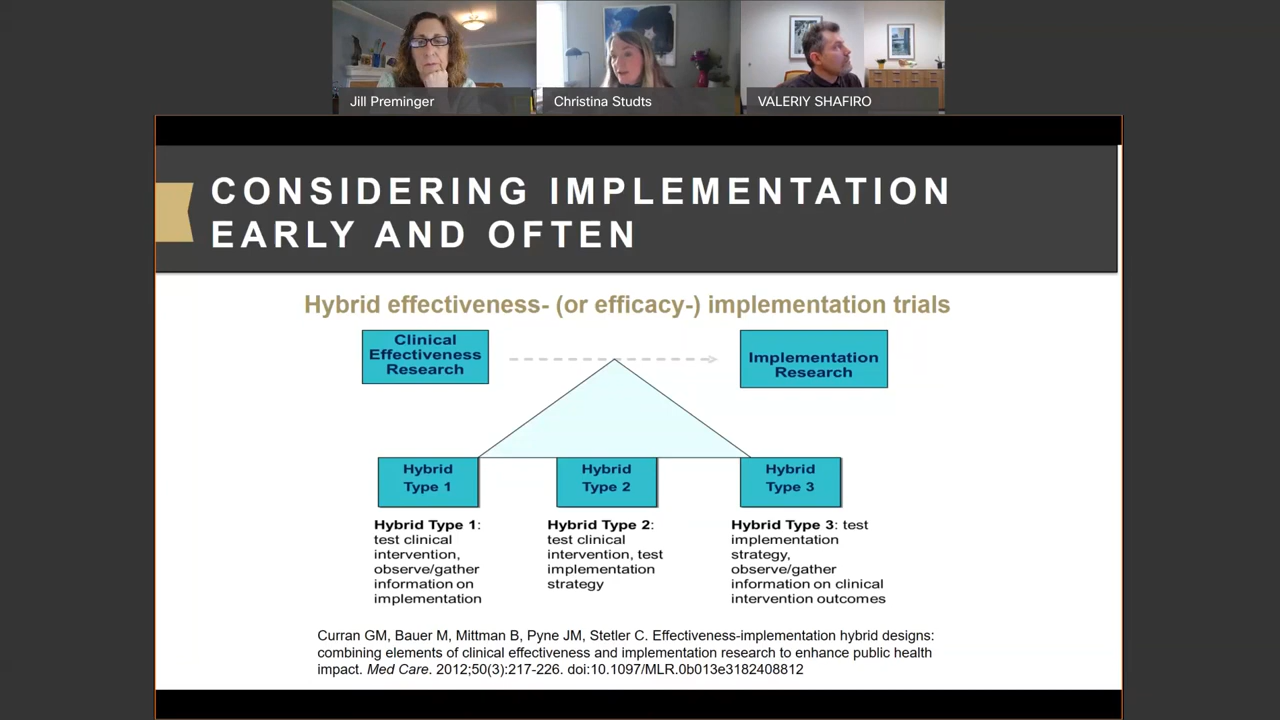 Jill Preminger
Christina Studts
VALERIY SHAFIRO
CONSIDERING IMPLEMENTATION
EARLY AND OFTEN
Hybrid effectiveness- (or efficacy-) implementation trials
Clinical
Effectiveness
Research
Implementation
Research
Hybrid
Type 1
Hybrid
Type 2
Hybrid
Type 3
Hybrid Type 1:
test clinical
intervention,
observe/gather
information on
implementation
Hybrid Type 2:
test clinical
intervention, test
implementation
strategy
Hybrid Type 3: test
implementation
strategy,
observe/gather
information on clinical
intervention outcomes
Curran GM, Bauer M, Mittman B, Pyne JM, Stetler C. Effectiveness-implementation hybrid designs:
combining elements of clinical effectiveness and implementation research to enhance public health
impact. Med Care. 2012;50(3):217-226. doi:10.1097/MLR.0b013e3182408812